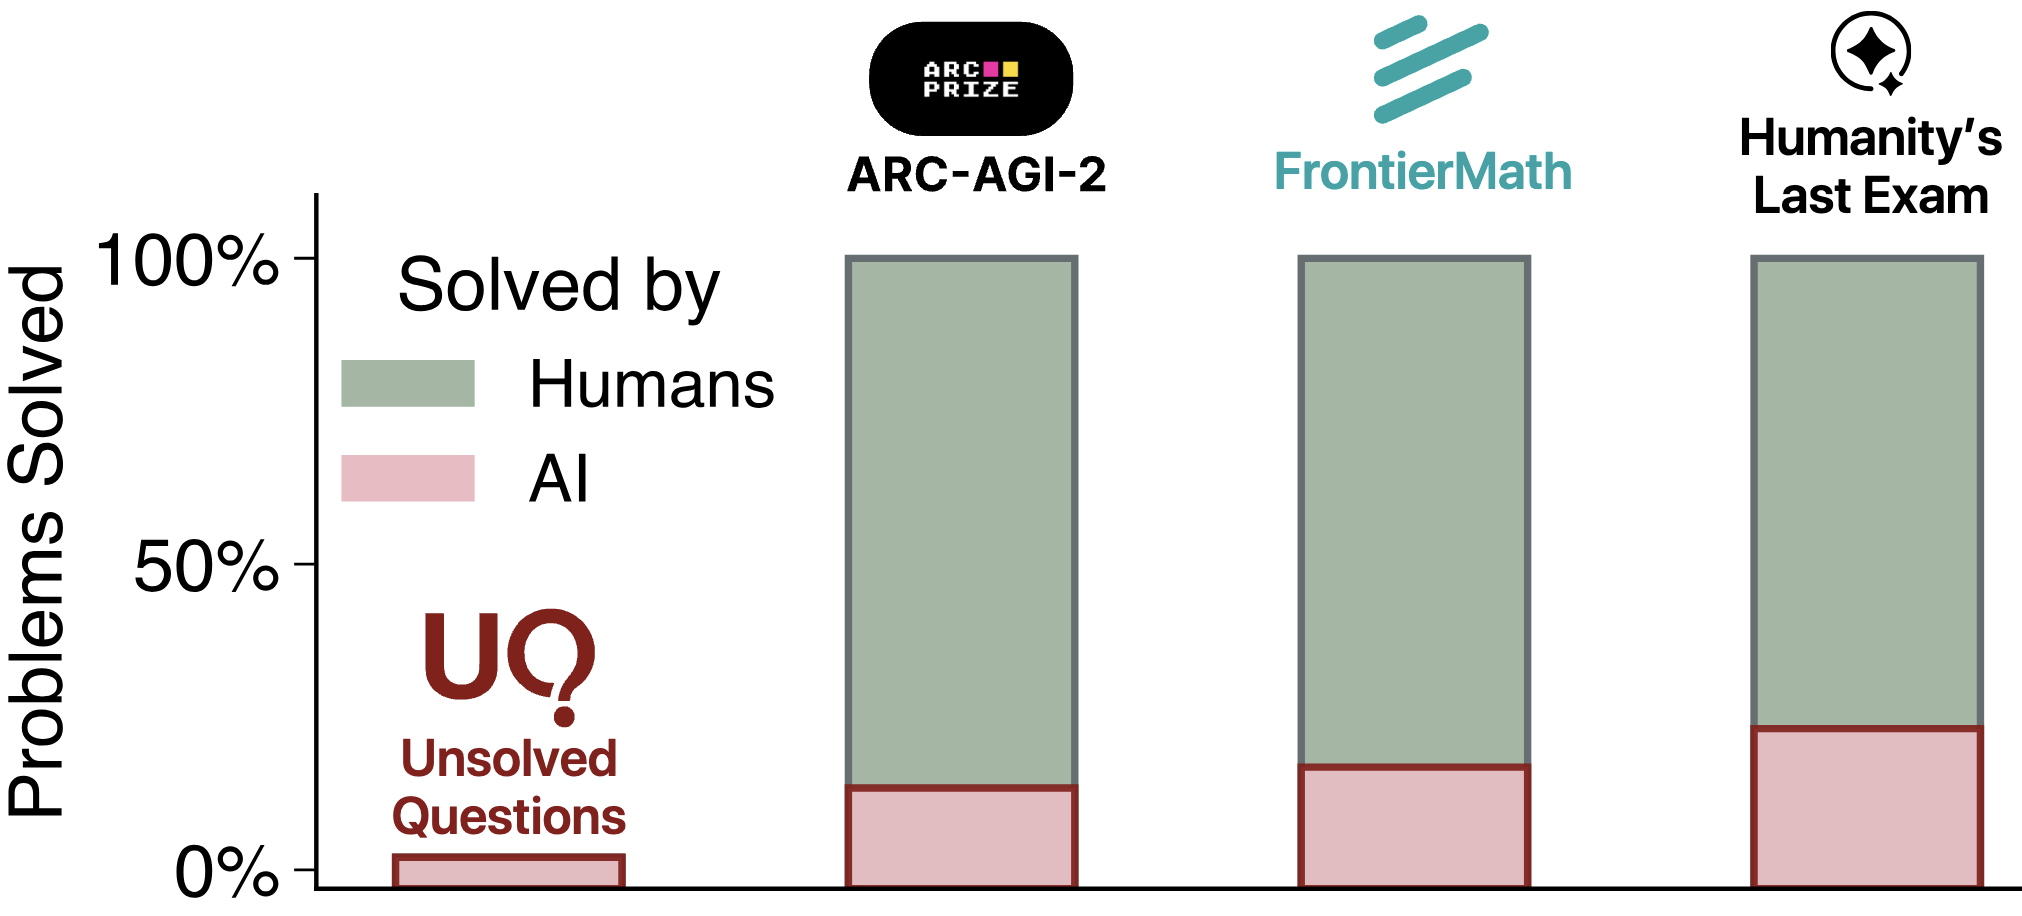 ARC
PRIZE
ARC-AGI-2
FrontierMath
Humanity's
Last Exam
Problems Solved
100%
50%
0%
Solved by
Humans
AI
UQ
Unsolved
Questions